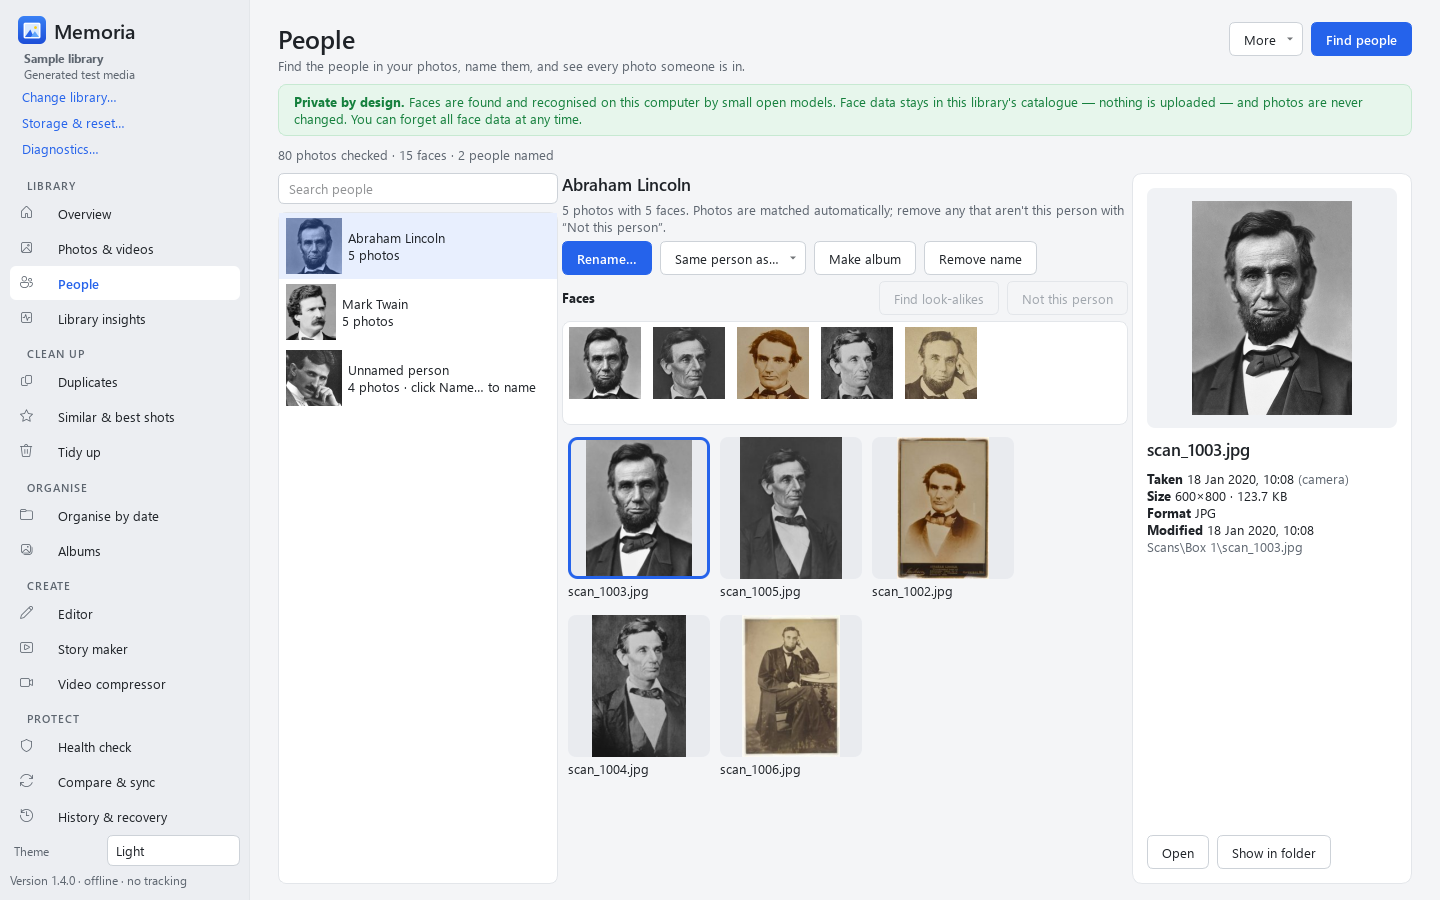 Memoria
Sample library
Generated test media
Change library...
Storage & reset...
Diagnostics...
LIBRARY
Overview
Photos & videos
People
Library insights
CLEAN UP
Duplicates
Similar & best shots
Tidy up
ORGANISE
Organise by date
Albums
CREATE
Editor
Story maker
Video compressor
PROTECT
Health check
Compare & sync
History & recovery
Theme
Light
Version 1.4.0 · offline · no tracking
People
Find the people in your photos, name them, and see every photo someone is in.
More
Find people
Private by design. Faces are found and recognised on this computer by small open models. Face data stays in this library's catalogue — nothing is uploaded — and photos are never
changed. You can forget all face data at any time.
80 photos checked · 15 faces · 2 people named
Search people
Abraham Lincoln
5 photos
Mark Twain
5 photos
Unnamed person
4 photos · click Name... to name
Abraham Lincoln
5 photos with 5 faces. Photos are matched automatically; remove any that aren't this person with
“Not this person”.
Rename...
Same person as...
Make album
Remove name
Faces
Find look-alikes
Not this person
scan_1003.jpg
scan_1005.jpg
scan_1002.jpg
scan_1004.jpg
scan_1006.jpg
scan_1003.jpg
Taken 18 Jan 2020, 10:08 (camera)
Size 600×800 · 123.7 KB
Format JPG
Modified 18 Jan 2020, 10:08
Scans\Box 1\scan_1003.jpg
Open
Show in folder